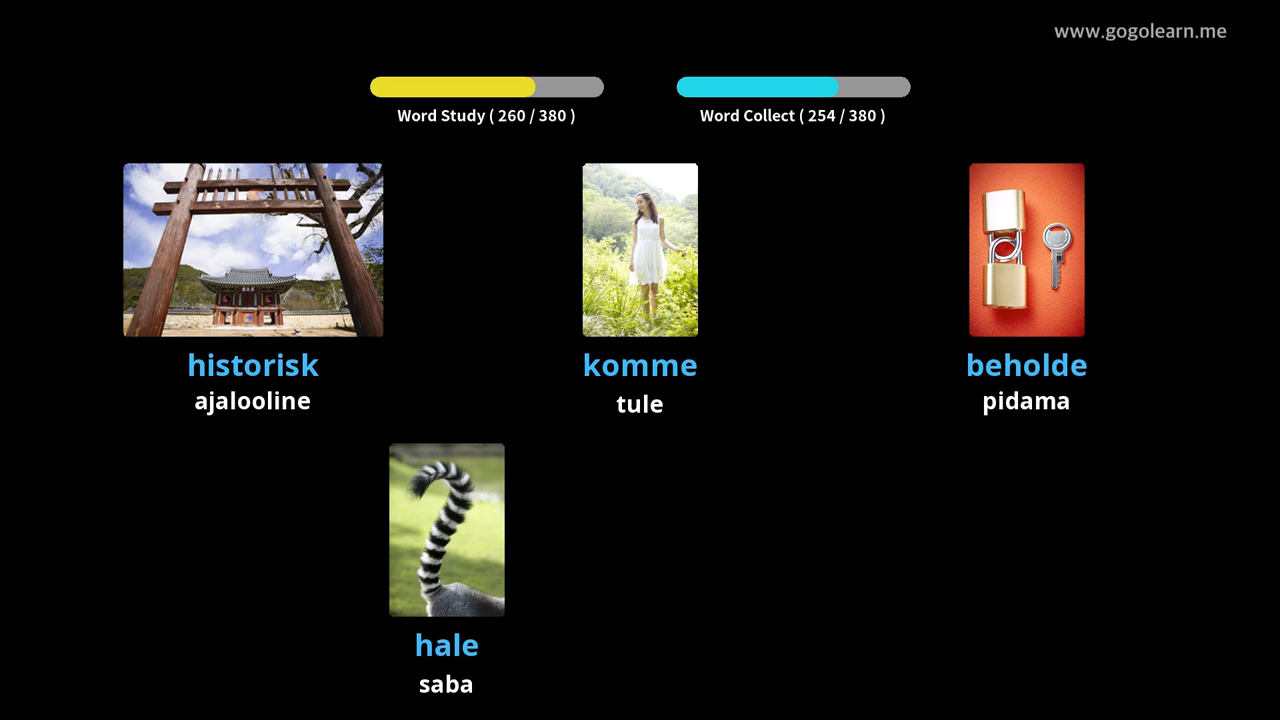 www.gogolearn.me
Word Study ( 260 / 380 )
Word Collect ( 254 / 380 )
historisk
ajalooline
komme
tule
beholde
pidama
hale
saba